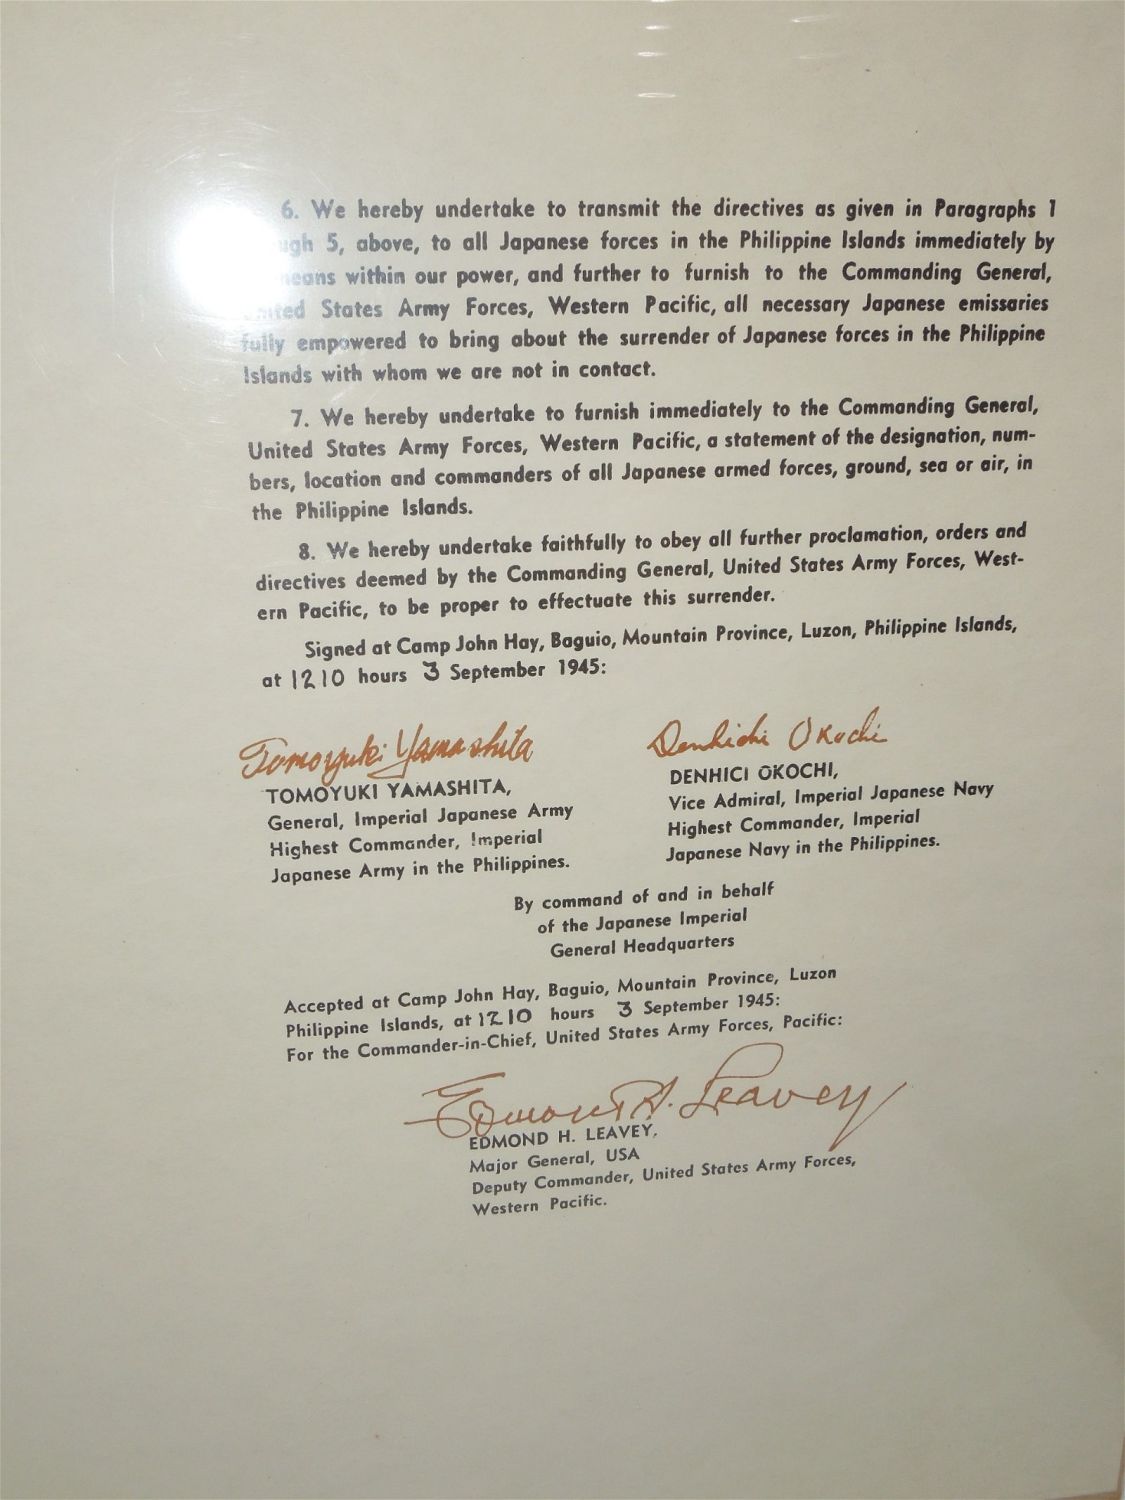 6. We hereby undertake to transmit the directives as given in Paragraphs 1
5, above, to all Japanese forces in the Philippine Islands immediately by
means within our power, and further to furnish to the Commanding General,
United States Army Forces, Western Pacific, all necessary Japanese emissaries
fully empowered to bring about the surrender of Japanese forces in the Philippine
Islands with whom we are not in contact.
7. We hereby undertake to furnish immediately to the Commanding General,
United States Army Forces, Western Pacific, a statement of the designation, num-
bers, location and commanders of all Japanese armed forces, ground, sea or air, in
the Philippine Islands.
8. We hereby undertake faithfully to obey all further proclamation, orders and
directives deemed by the Commanding General, United States Army Forces, West-
ern Pacific, to be proper to effectuate this surrender.
Signed at Camp John Hay, Baguio, Mountain Province, Luzon, Philippine Islands,
at 1210 hours 3 September 1945:
Tomoyuki Yamashita
TOMOYUKI YAMASHITA,
General, Imperial Japanese Army
Highest Commander, Imperial
Japanese Army in the Philippines.
Denhichi Okochi
DENHICI OKOCHI,
Vice Admiral, Imperial Japanese Navy
Highest Commander, Imperial
Japanese Navy in the Philippines.
By command of and in behalf
of the Japanese Imperial
General Headquarters
Accepted at Camp John Hay, Baguio, Mountain Province, Luzon
Philippine Islands, at 1210 hours 3 September 1945:
For the Commander-in-Chief, United States Army Forces, Pacific:
Edmond H. Leavey
EDMOND H. LEAVEY,
Major General, USA
Deputy Commander, United States Army Forces,
Western Pacific.